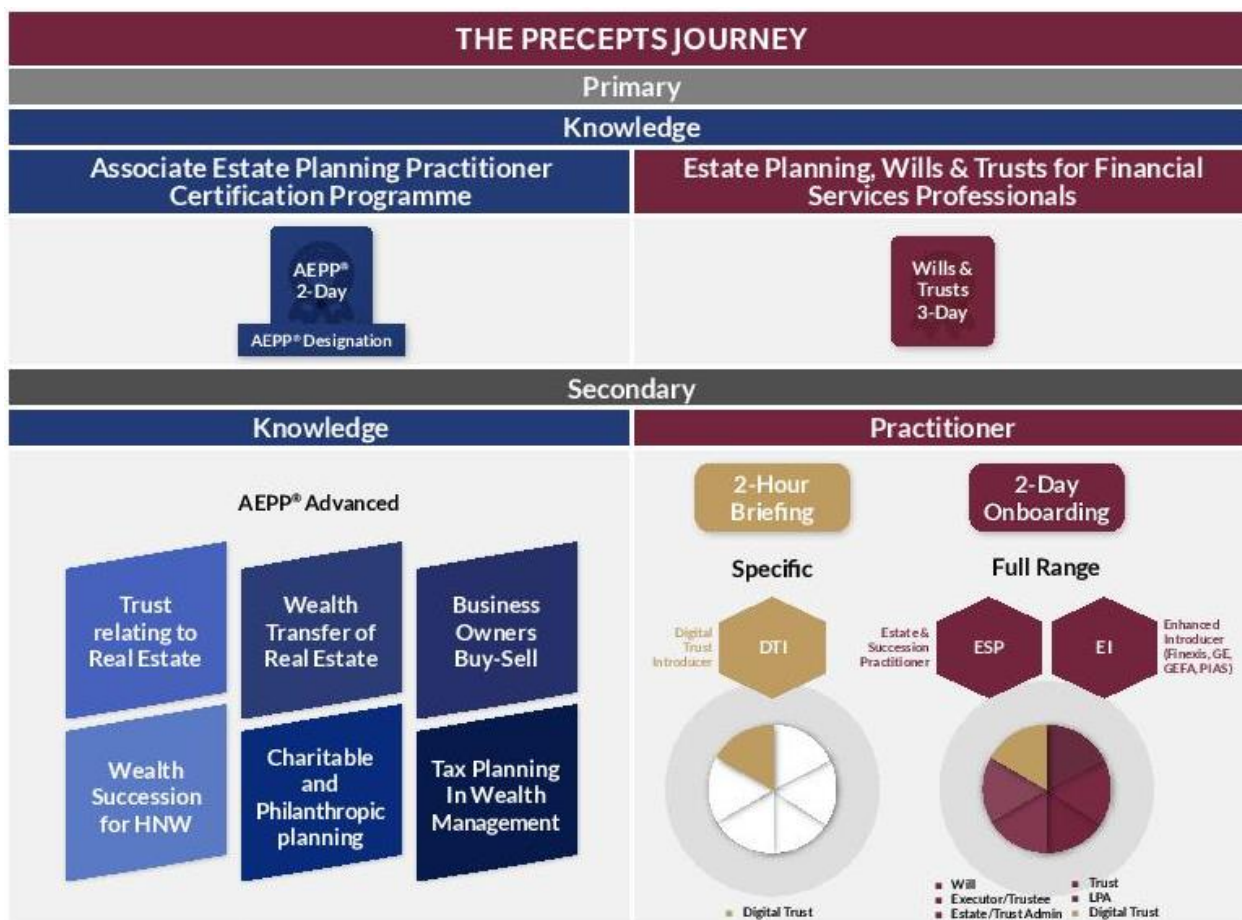 THE PRECEPTS JOURNEY
Primary
Knowledge
Associate Estate Planning Practitioner
Certification Programme
Estate Planning, Wills & Trusts for Financial
Services Professionals
AEPP®
2-Day
AEPP® Designation
Wills &
Trusts
3-Day
Secondary
Knowledge
Practitioner
AEPP® Advanced
Trust
relating to
Real Estate
Wealth
Transfer of
Real Estate
Business
Owners
Buy-Sell
Wealth
Succession
for HNW
Charitable
and
Philanthropic
planning
Tax Planning
In Wealth
Management
2-Hour
Briefing
2-Day
Onboarding
Specific
Full Range
Digital
Trust
Introducer
DTI
Estate &
Succession
Practitioner
ESP
EI
Enhanced
Introducer
(Finexis, GE,
GEFA, PIAS)
Digital Trust
Will
Executor/Trustee
Estate/Trust Admin
Trust
LPA
Digital Trust